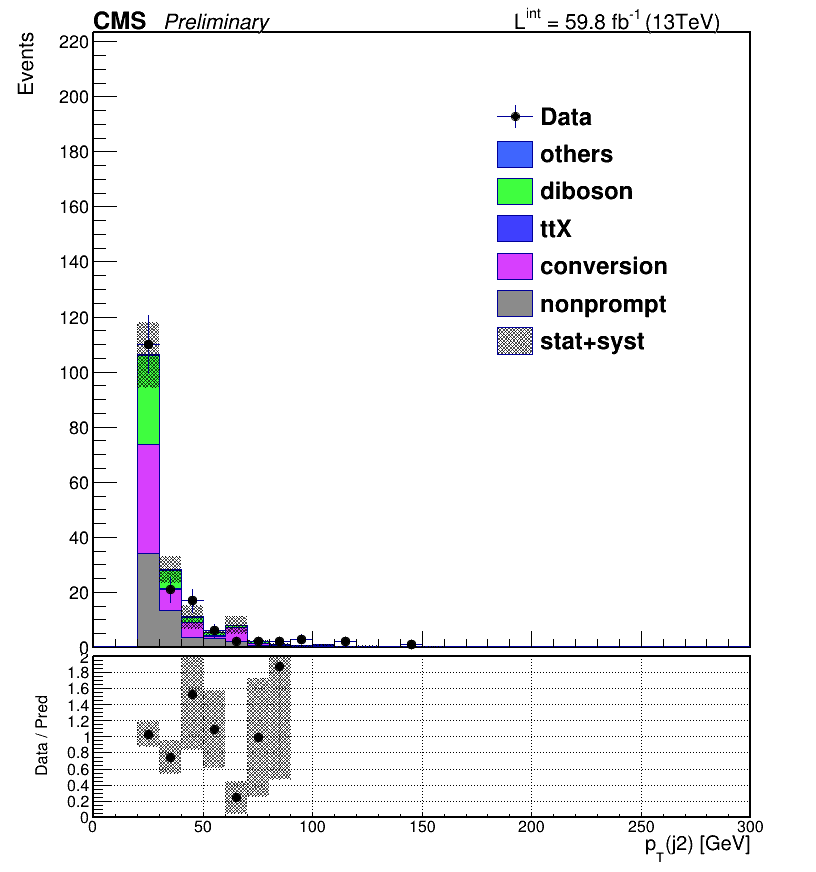 CMS Preliminary L^int = 59.8 fb^-1 (13TeV)
Events
220
200
180
160
140
120
100
80
60
40
20
0
Data
others
diboson
ttX
conversion
nonprompt
stat+syst
Data / Pred
2
1.8
1.6
1.4
1.2
1
0.8
0.6
0.4
0.2
0
0 50 100 150 200 250 300
p_T(j2) [GeV]